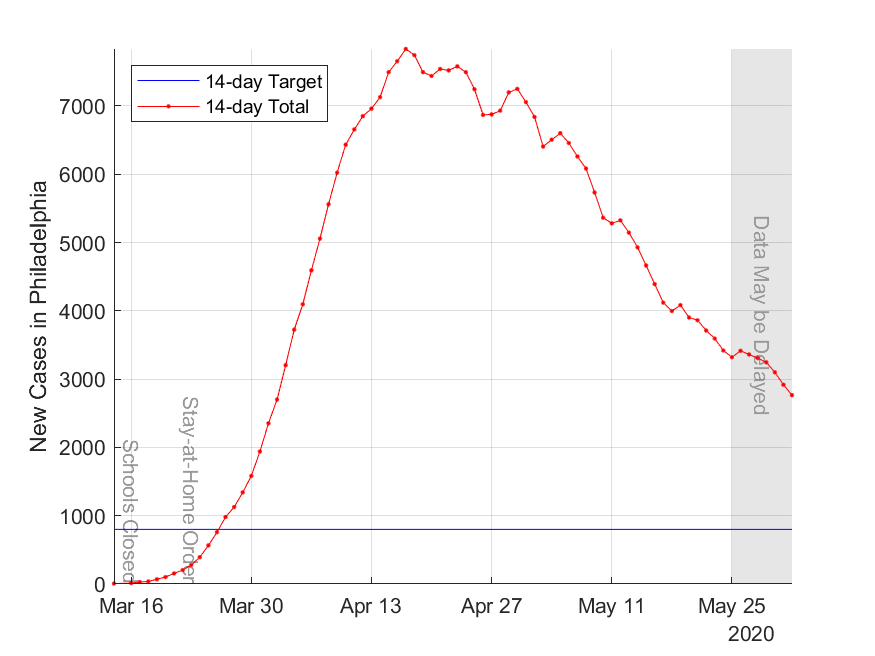 14-day Target
14-day Total
New Cases in Philadelphia
7000
6000
5000
4000
3000
2000
1000
0
Schools Closed
Stay-at-Home Order
Data May be Delayed
Mar 16
Mar 30
Apr 13
Apr 27
May 11
May 25
2020